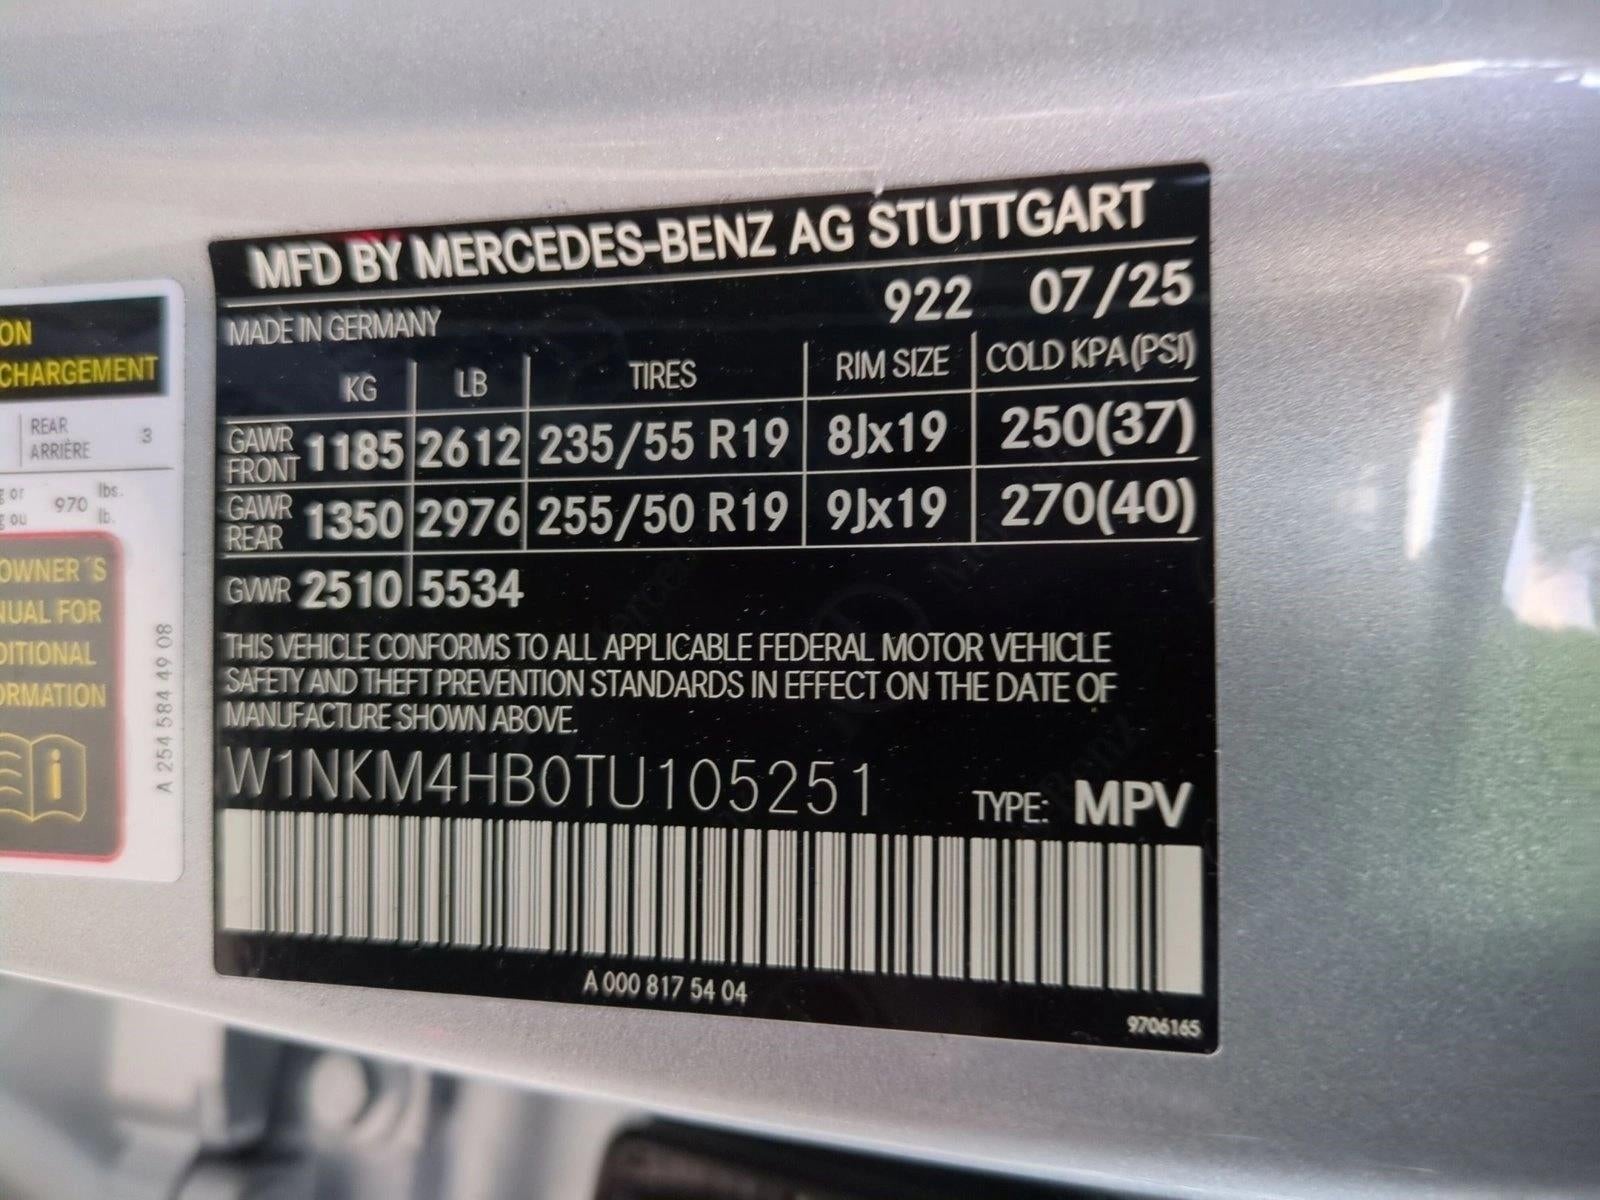 ON
CHARGEMENT
REAR
ARRIÈRE 3
g or
970 lbs.
g ou lb.
OWNER´S
NUAL FOR
DITIONAL
ORMATION
A 254 584 49 08
MFD BY MERCEDES-BENZ AG STUTTGART
MADE IN GERMANY 922 07/25
KG LB TIRES RIM SIZE COLD KPA(PSI)
GAWR FRONT 1185 2612 235/55 R19 8Jx19 250(37)
GAWR REAR 1350 2976 255/50 R19 9Jx19 270(40)
GVWR 2510 5534
THIS VEHICLE CONFORMS TO ALL APPLICABLE FEDERAL MOTOR VEHICLE
SAFETY AND THEFT PREVENTION STANDARDS IN EFFECT ON THE DATE OF
MANUFACTURE SHOWN ABOVE.
W1NKM4HB0TU105251 TYPE: MPV
A 000 817 54 04
9706165